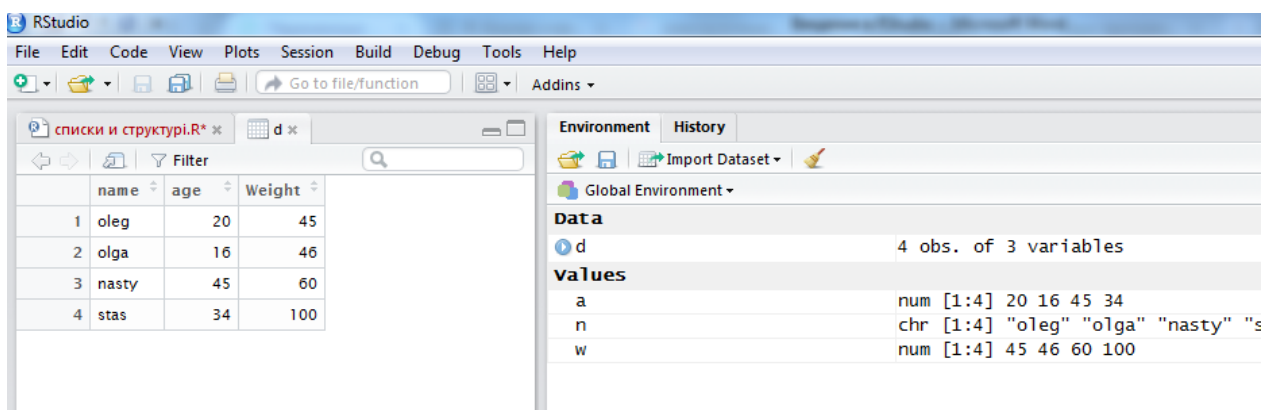 RStudio
File Edit Code View Plots Session Build Debug Tools Help
Go to file/function Addins
списки и структурі.R* d
Filter
name age Weight
1 oleg 20 45
2 olga 16 46
3 nasty 45 60
4 stas 34 100
Environment History
Import Dataset
Global Environment
Data
d 4 obs. of 3 variables
Values
a num [1:4] 20 16 45 34
n chr [1:4] "oleg" "olga" "nasty" "s
w num [1:4] 45 46 60 100